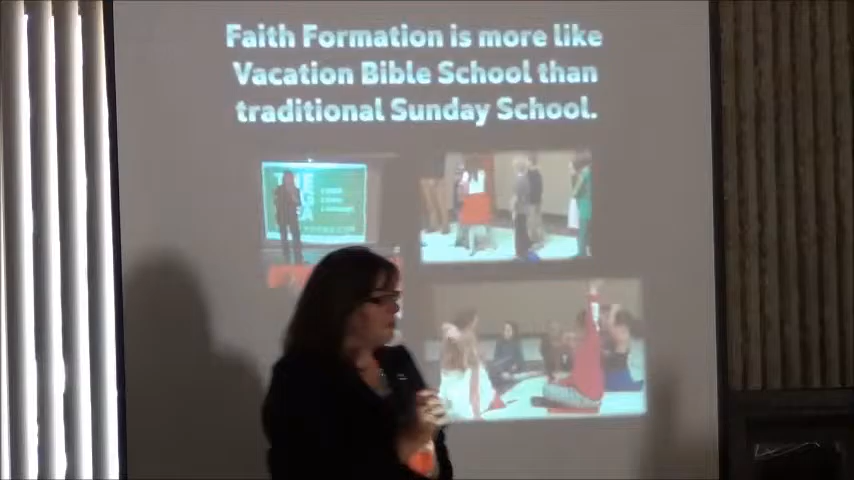 Faith Formation is more like
Vacation Bible School than
traditional Sunday School.